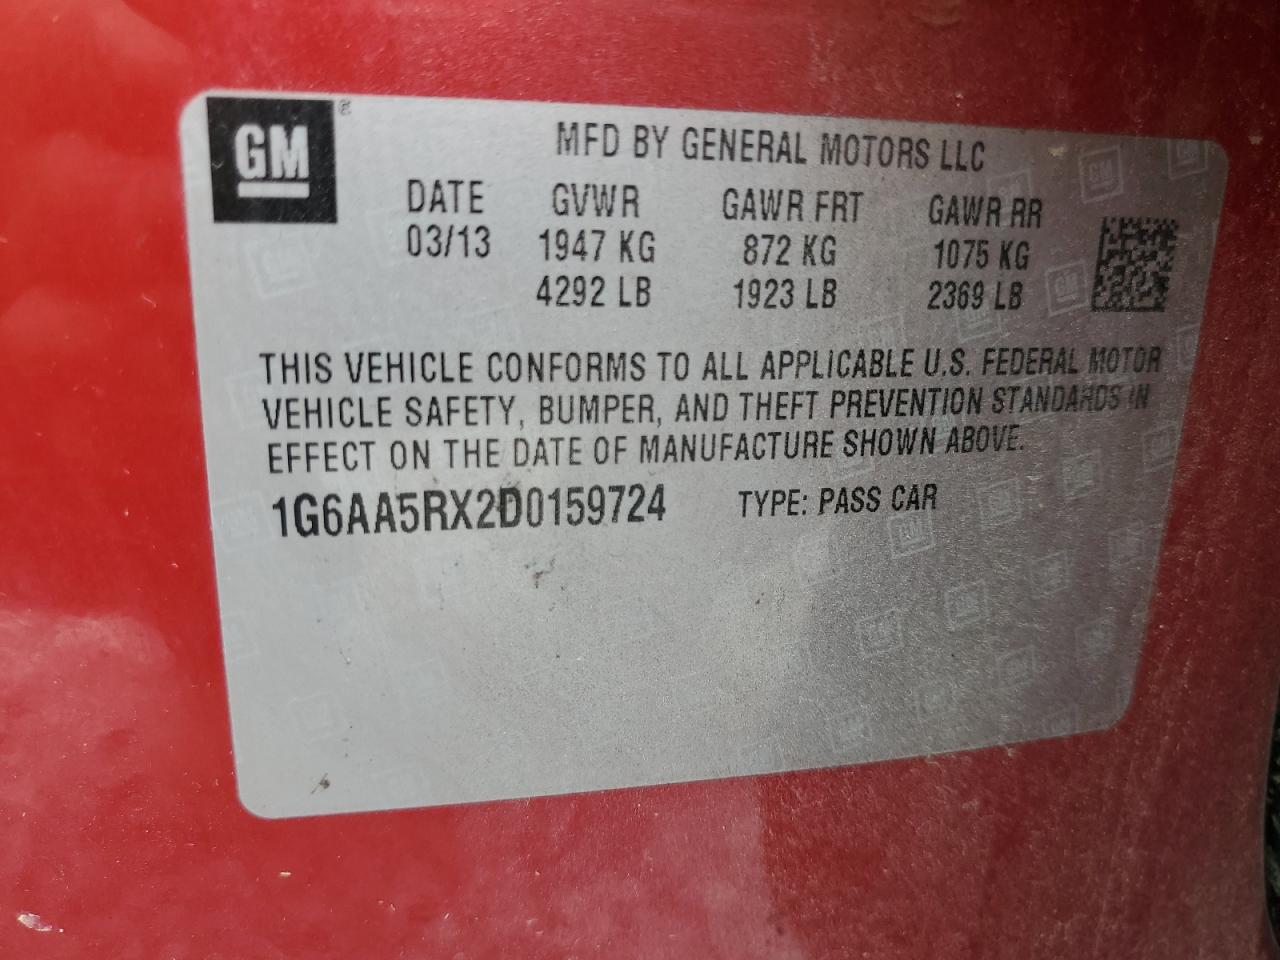 GM ®
MFD BY GENERAL MOTORS LLC
DATE GVWR GAWR FRT GAWR RR
03/13 1947 KG 872 KG 1075 KG
4292 LB 1923 LB 2369 LB
THIS VEHICLE CONFORMS TO ALL APPLICABLE U.S. FEDERAL MOTOR
VEHICLE SAFETY, BUMPER, AND THEFT PREVENTION STANDARDS IN
EFFECT ON THE DATE OF MANUFACTURE SHOWN ABOVE.
1G6AA5RX2D0159724 TYPE: PASS CAR